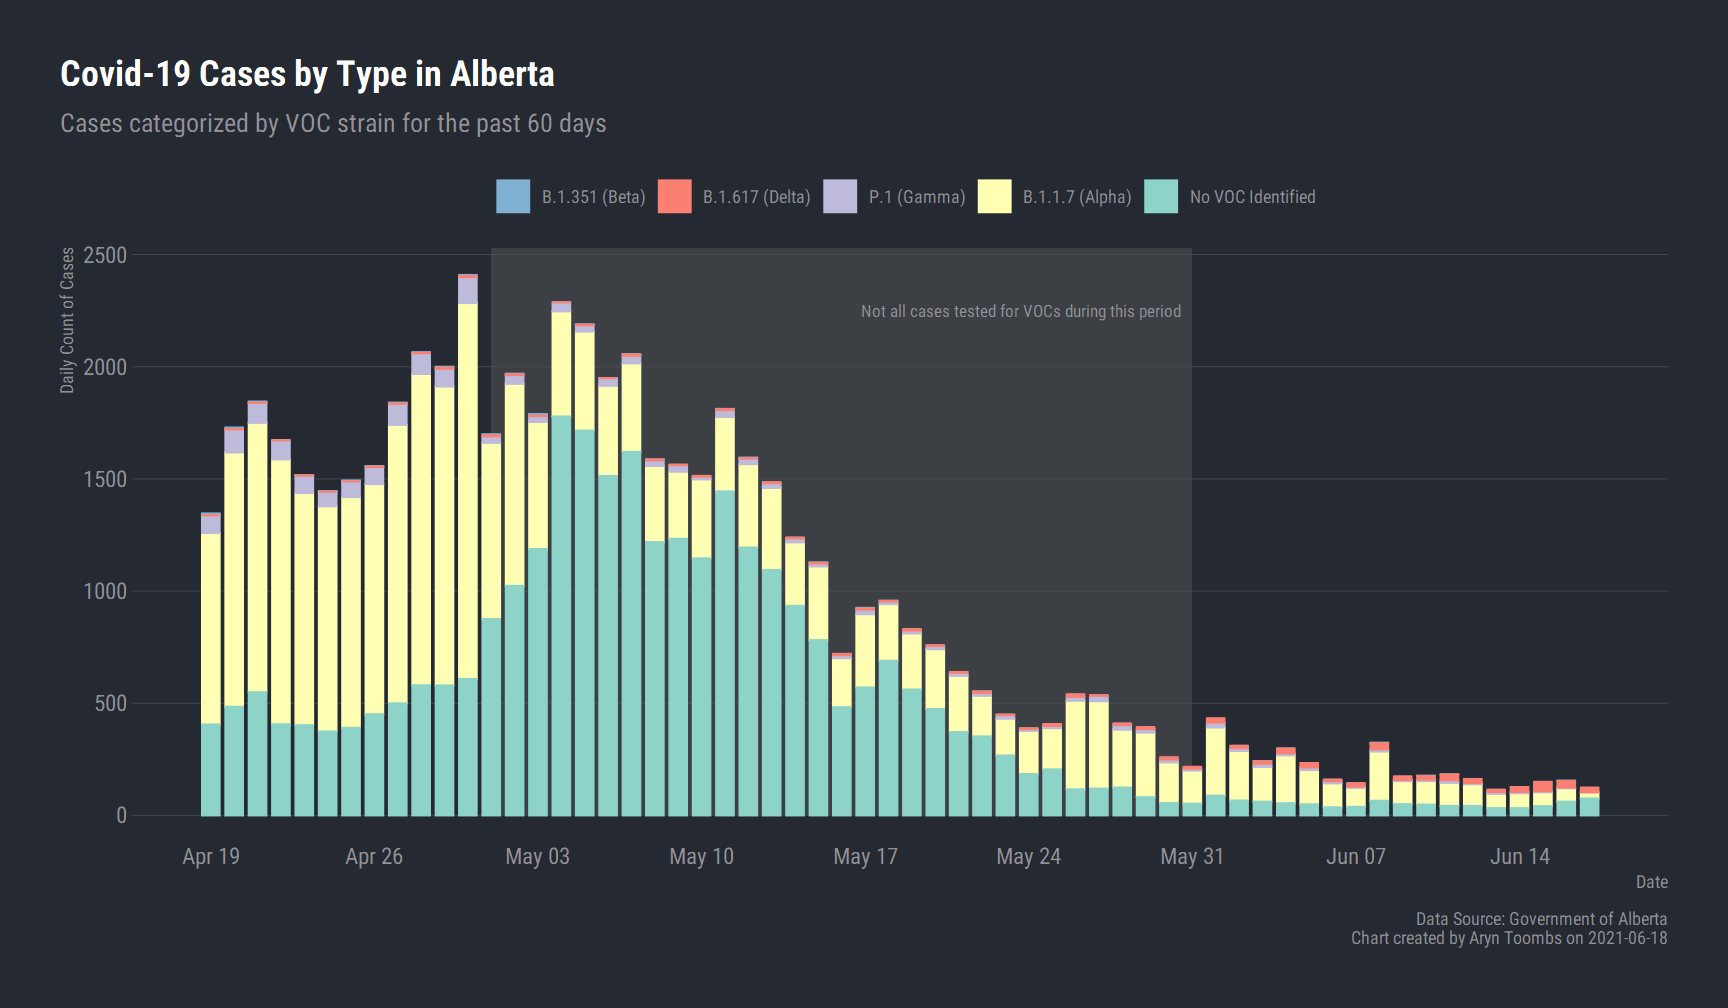 Covid-19 Cases by Type in Alberta
Cases categorized by VOC strain for the past 60 days
B.1.351 (Beta) B.1.617 (Delta) P.1 (Gamma) B.1.1.7 (Alpha) No VOC Identified
Daily Count of Cases
2500
Not all cases tested for VOCs during this period
2000
1500
1000
500
0
Apr 19 Apr 26 May 03 May 10 May 17 May 24 May 31 Jun 07 Jun 14
Date
Data Source: Government of Alberta
Chart created by Aryn Toombs on 2021-06-18